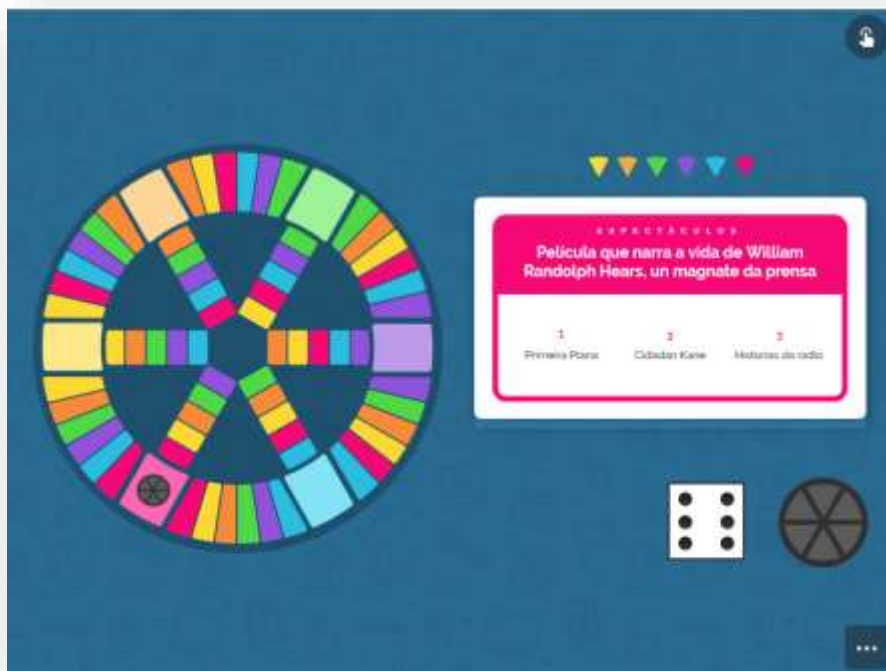 ESPECTÁCULOS
Película que narra a vida de William
Randolph Hears, un magnate da prensa
1
2
3
Primeira Plana
Cidadán Kane
Historias da radio